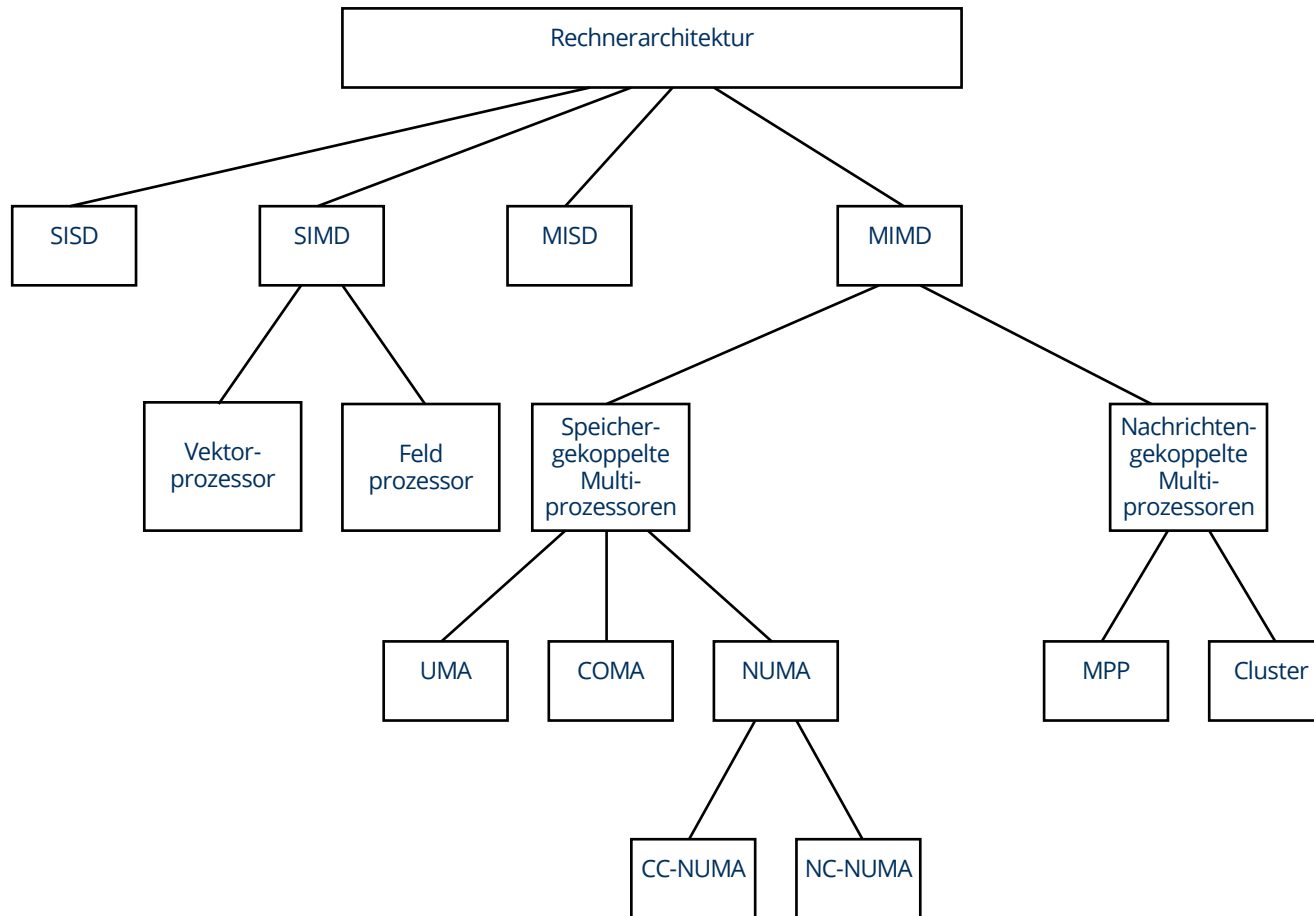 Rechnerarchitektur
SISD
SIMD
MISD
MIMD
Vektor-
prozessor
Feld
prozessor
Speicher-
gekoppelte
Multi-
prozessoren
Nachrichten-
gekoppelte
Multi-
prozessoren
UMA
COMA
NUMA
MPP
Cluster
CC-NUMA
NC-NUMA